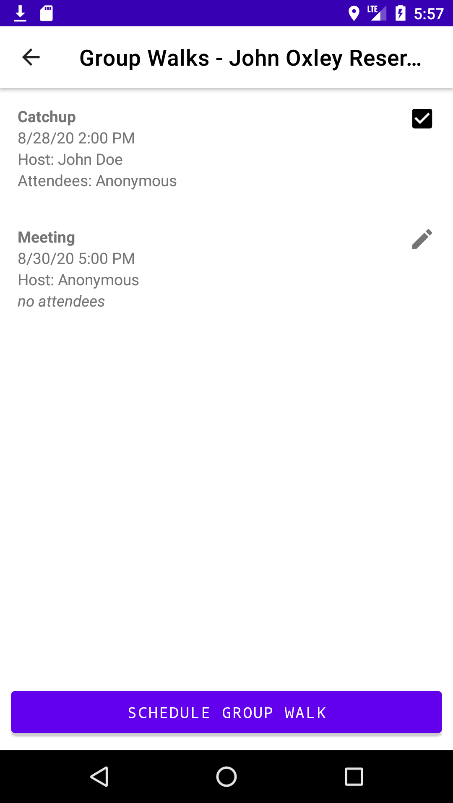 LTE 5:57
Group Walks - John Oxley Reser...
Catchup
8/28/20 2:00 PM
Host: John Doe
Attendees: Anonymous
Meeting
8/30/20 5:00 PM
Host: Anonymous
no attendees
SCHEDULE GROUP WALK